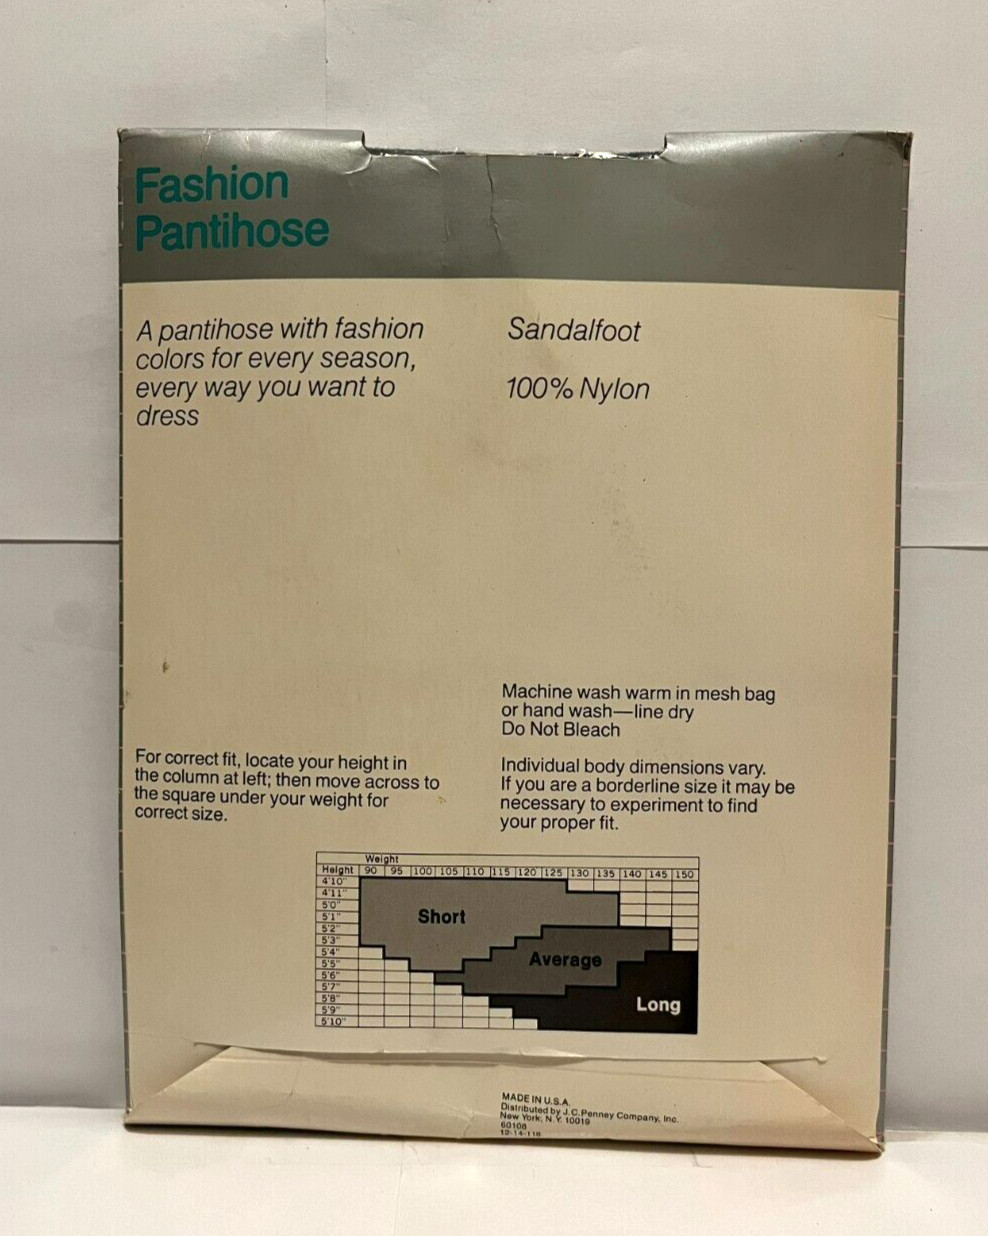 Fashion
Pantihose
A pantihose with fashion
colors for every season,
every way you want to
dress
Sandalfoot
100% Nylon
Machine wash warm in mesh bag
or hand wash—line dry
Do Not Bleach
For correct fit, locate your height in
the column at left; then move across to
the square under your weight for
correct size.
Individual body dimensions vary.
If you are a borderline size it may be
necessary to experiment to find
your proper fit.
Weight
Height 90 95 100 105 110 115 120 125 130 135 140 145 150
4'10"
4'11"
5'0"
5'1"
5'2"
5'3"
5'4"
5'5"
5'6"
5'7"
5'8"
5'9"
5'10"
Short
Average
Long
MADE IN U.S.A.
Distributed by J.C. Penney Company, Inc.
New York, N.Y. 10019
60108
12-14-116